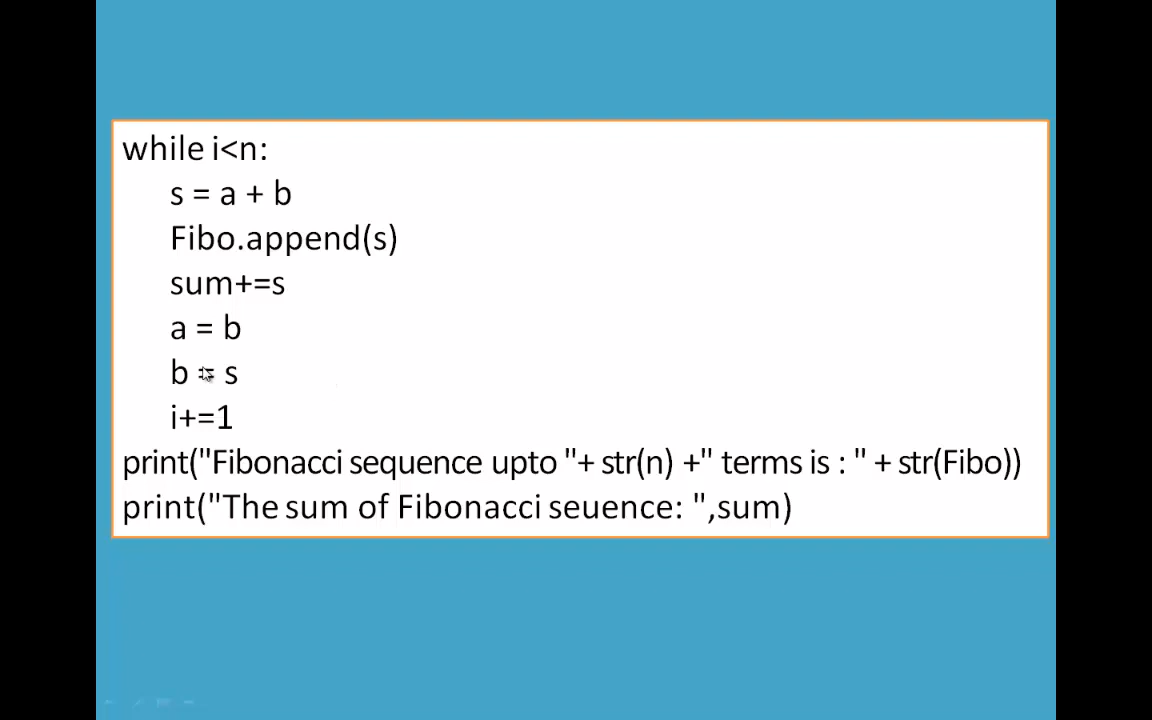 while i<n:
s = a + b
Fibo.append(s)
sum+=s
a = b
b = s
i+=1
print("Fibonacci sequence upto "+ str(n) +" terms is : " + str(Fibo))
print("The sum of Fibonacci seuence: ",sum)